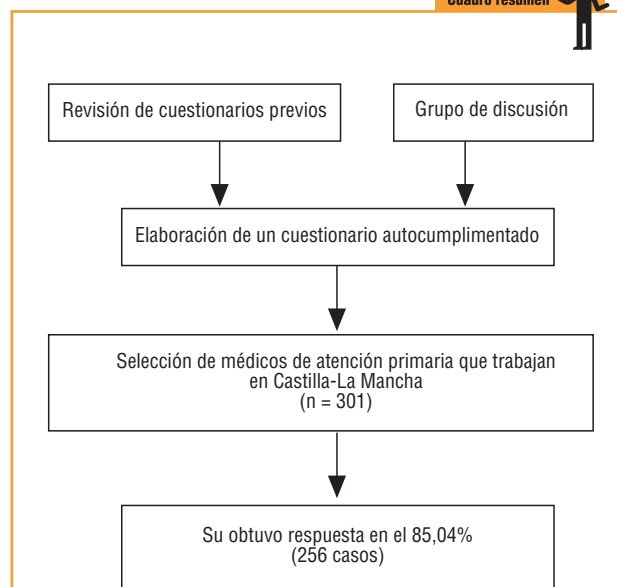 Cuadro resumen
Revisión de cuestionarios previos
Grupo de discusión
Elaboración de un cuestionario autocumplimentado
Selección de médicos de atención primaria que trabajan
en Castilla-La Mancha
(n = 301)
Su obtuvo respuesta en el 85,04%
(256 casos)